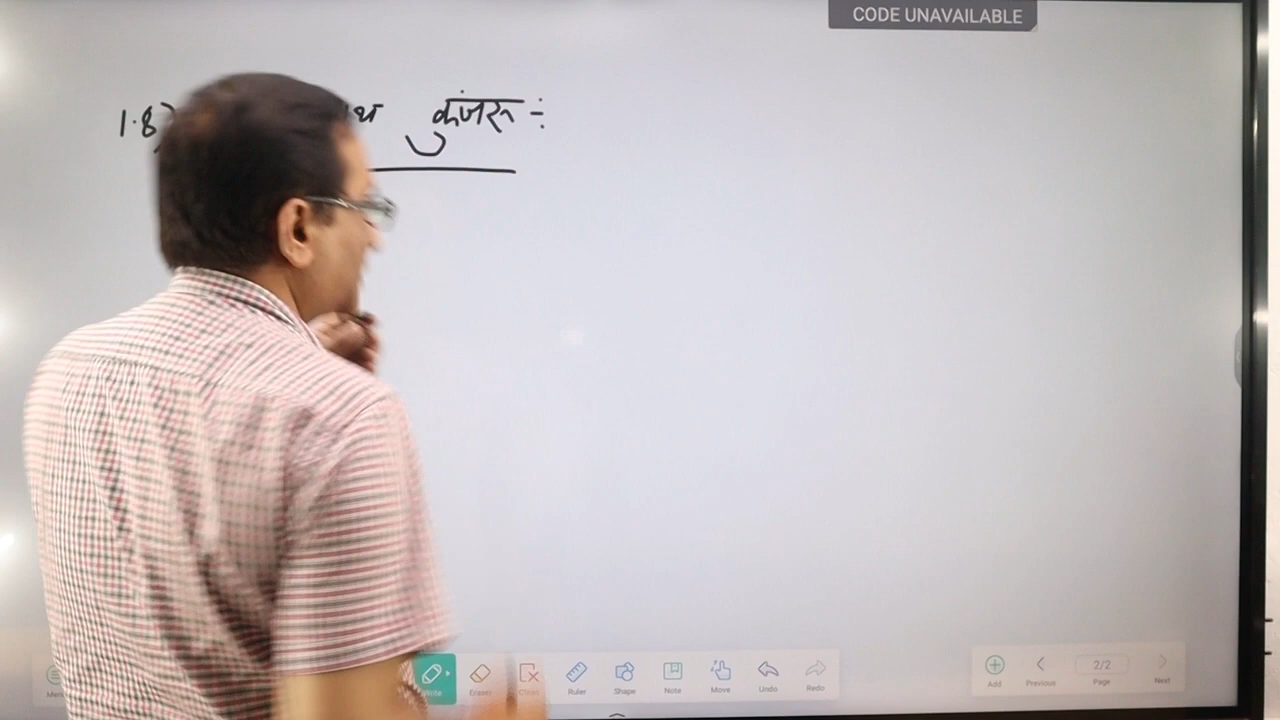 CODE UNAVAILABLE
1.8) कंजरु ÷
Write Eraser Clear Ruler Shape Note Move Undo Redo Add Previous 2/2 Page Next